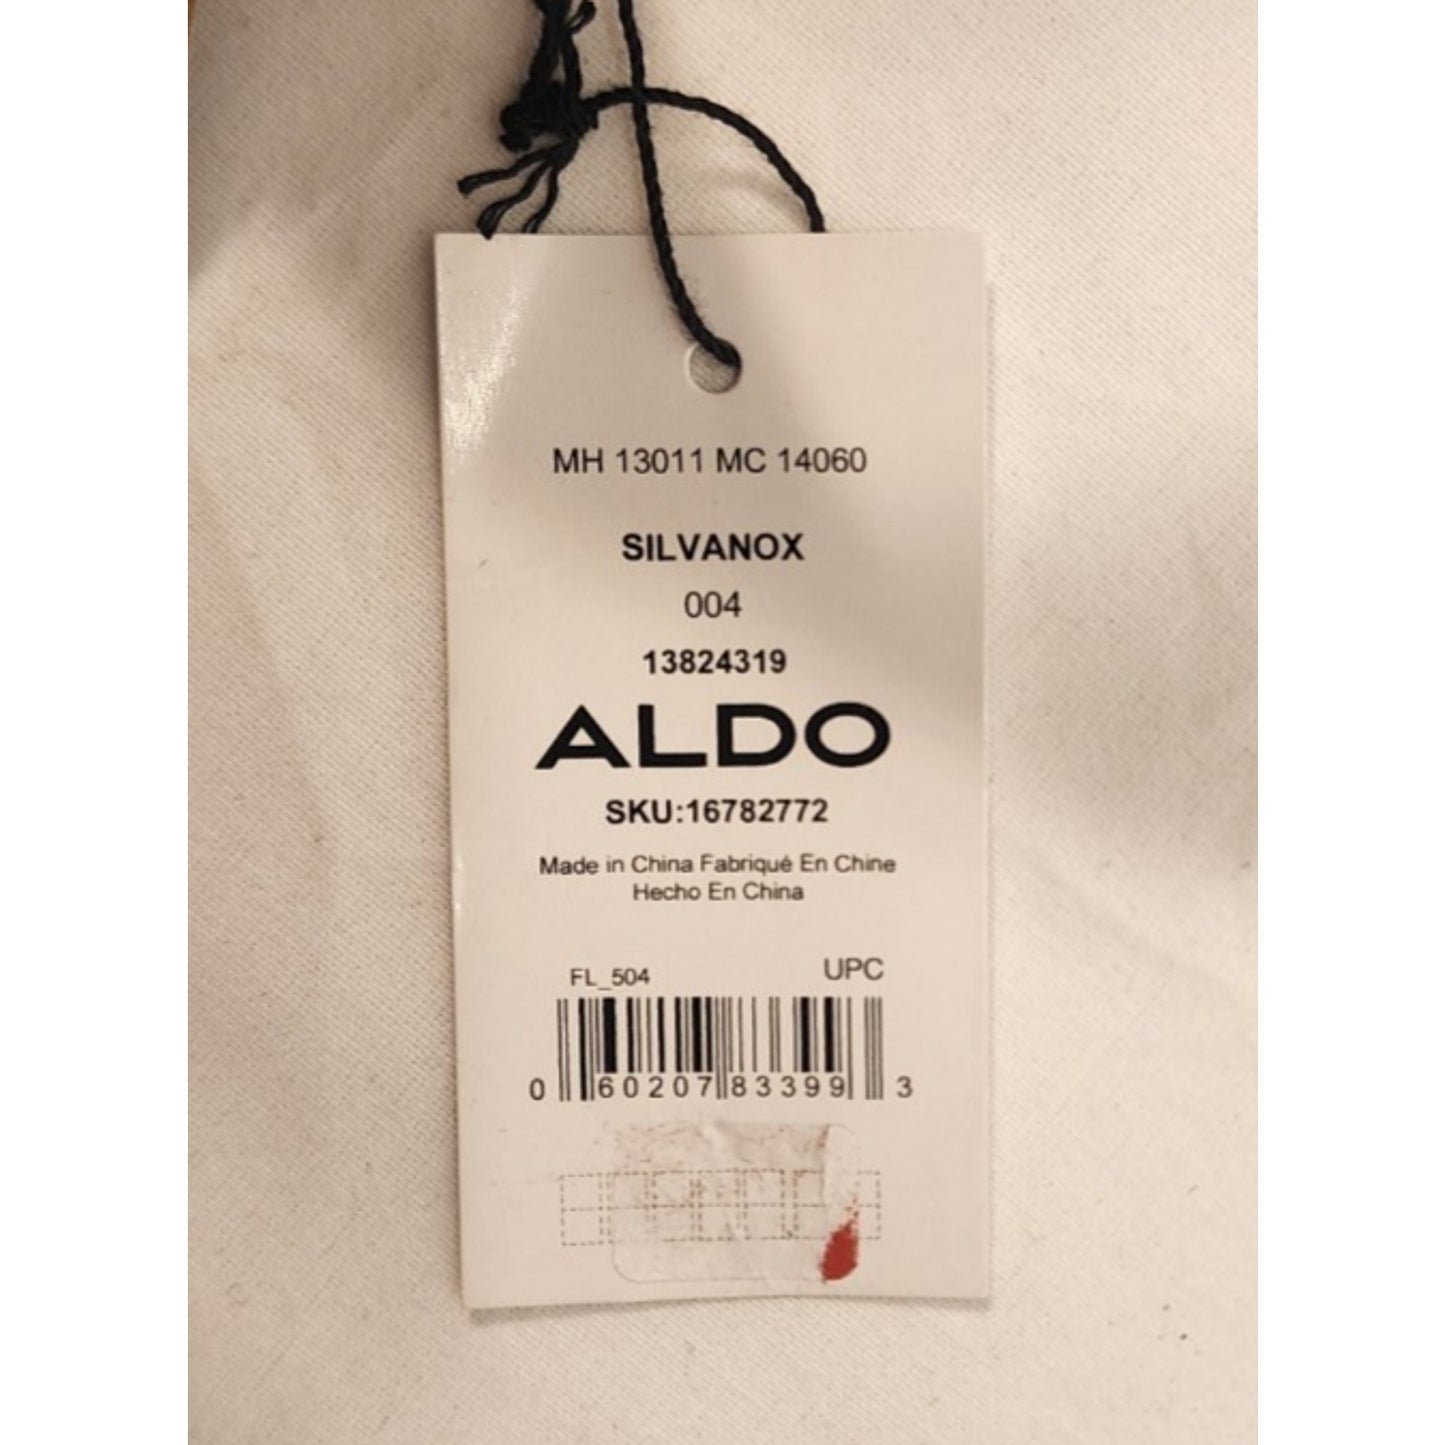 MH 13011 MC 14060
SILVANOX
004
13824319
ALDO
SKU:16782772
Made in China Fabriqué En Chine
Hecho En China
FL_504 UPC
0 60207 83399 3